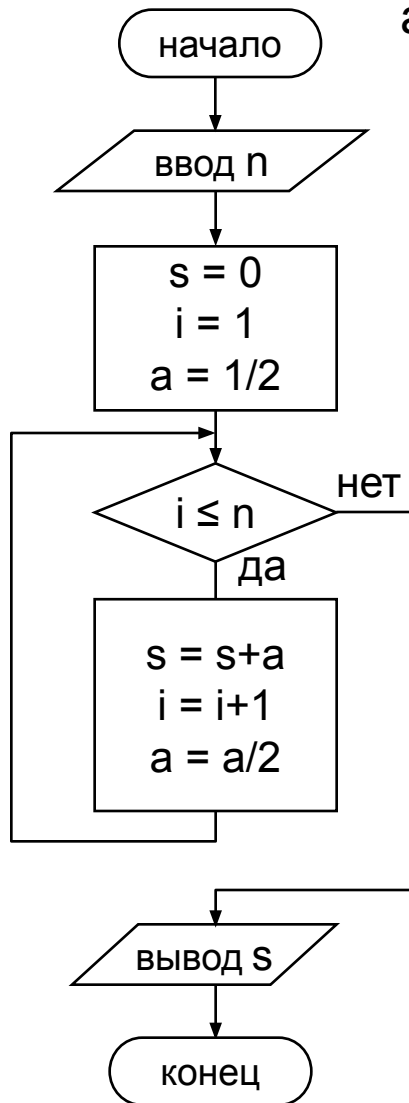 а
начало
ввод n
s = 0
i = 1
a = 1/2
i ≤ n
нет
да
s = s+a
i = i+1
a = a/2
вывод s
конец